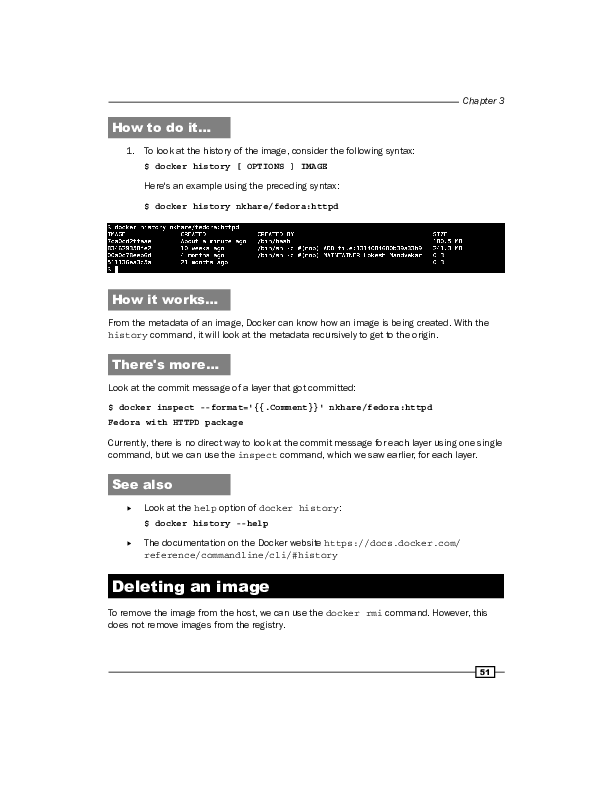 Chapter 3
How to do it…
1. To look at the history of the image, consider the following syntax:
$ docker history [ OPTIONS ] IMAGE
Here's an example using the preceding syntax:
$ docker history nkhare/fedora:httpd
$ docker history nkhare/fedora:httpd
IMAGE CREATED CREATED BY SIZE
About a minute ago /bin/bash 180.5 MB
10 weeks ago /bin/sh -c #(nop) ADD 241.3 MB
4 months ago /bin/sh -c #(nop) MAINTAINER Lokesh Mandvekar 0 B
21 months ago 0 B
$
How it works…
From the metadata of an image, Docker can know how an image is being created. With the
history command, it will look at the metadata recursively to get to the origin.
There's more…
Look at the commit message of a layer that got committed:
$ docker inspect --format='{{.Comment}}' nkhare/fedora:httpd
Fedora with HTTPD package
Currently, there is no direct way to look at the commit message for each layer using one single
command, but we can use the inspect command, which we saw earlier, for each layer.
See also
▸ Look at the help option of docker history:
$ docker history --help
▸ The documentation on the Docker website https://docs.docker.com/
reference/commandline/cli/#history
Deleting an image
To remove the image from the host, we can use the docker rmi command. However, this
does not remove images from the registry.
51